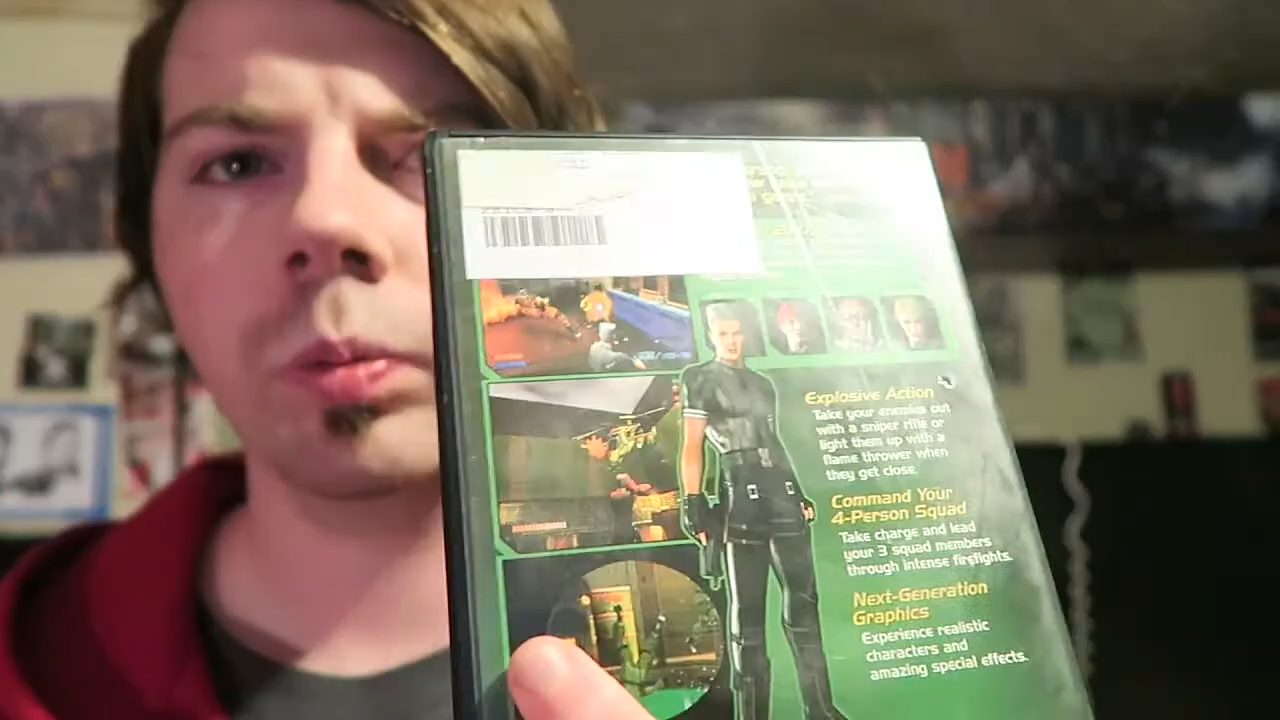 Explosive Action
Take your enemies out
with a sniper rifle or
light them up with a
flame thrower when
they get close.
Command Your
4-Person Squad
Take charge and lead
your 3 squad members
through intense firefights.
Next-Generation
Graphics
Experience realistic
characters and
amazing special effects.